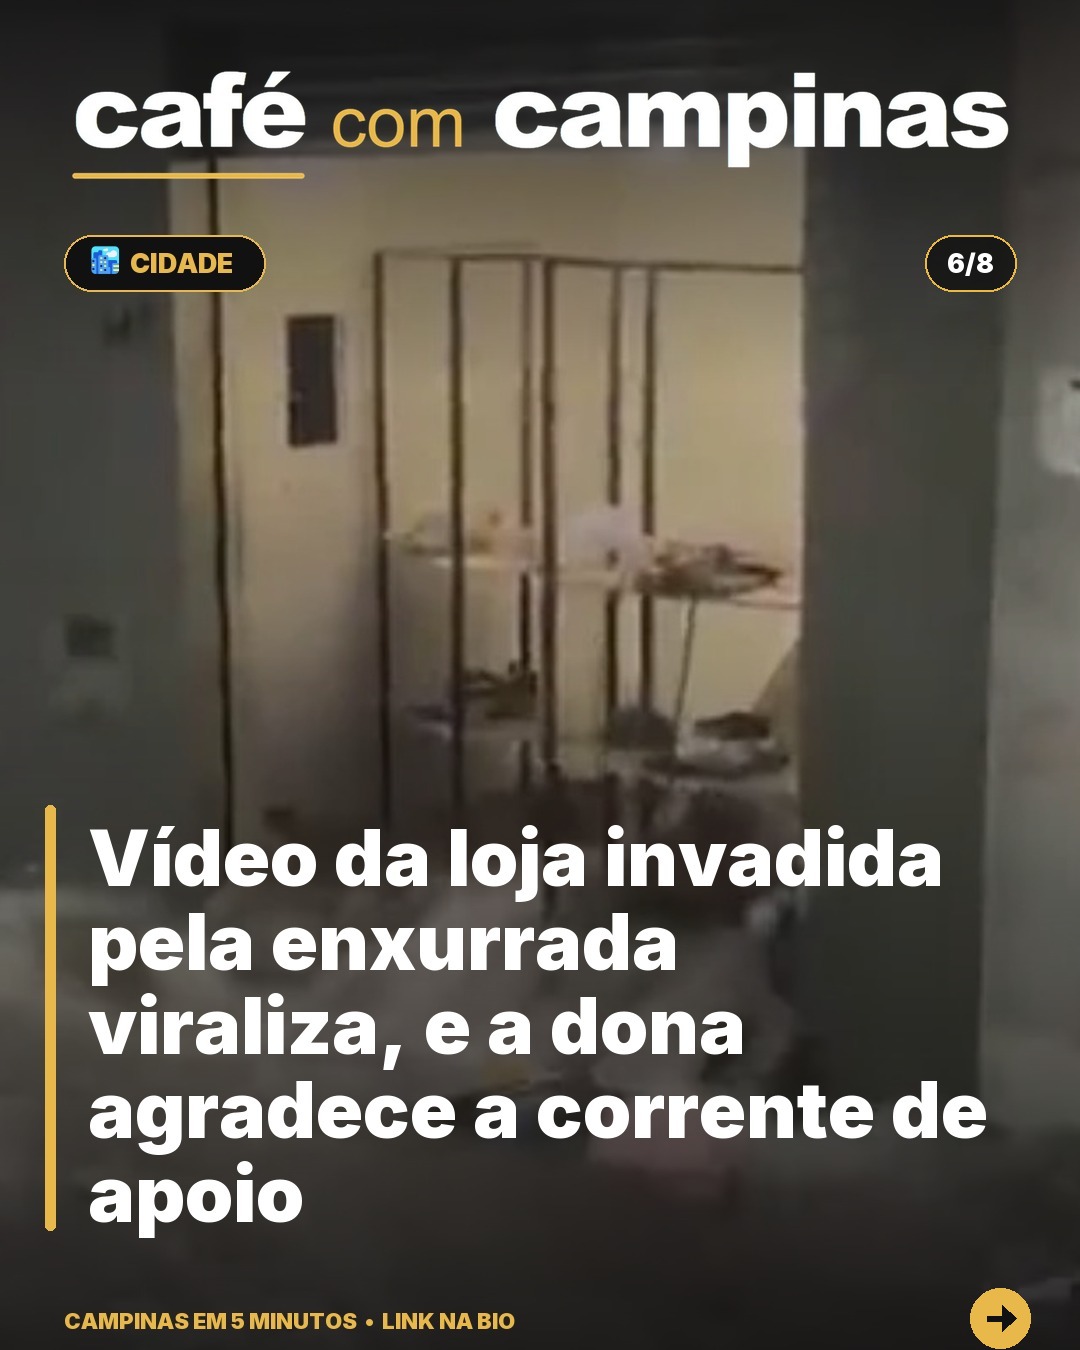 café com campinas
CIDADE
6/8
Vídeo da loja invadida
pela enxurrada
viraliza, e a dona
agradece a corrente de
apoio
CAMPINAS EM 5 MINUTOS • LINK NA BIO